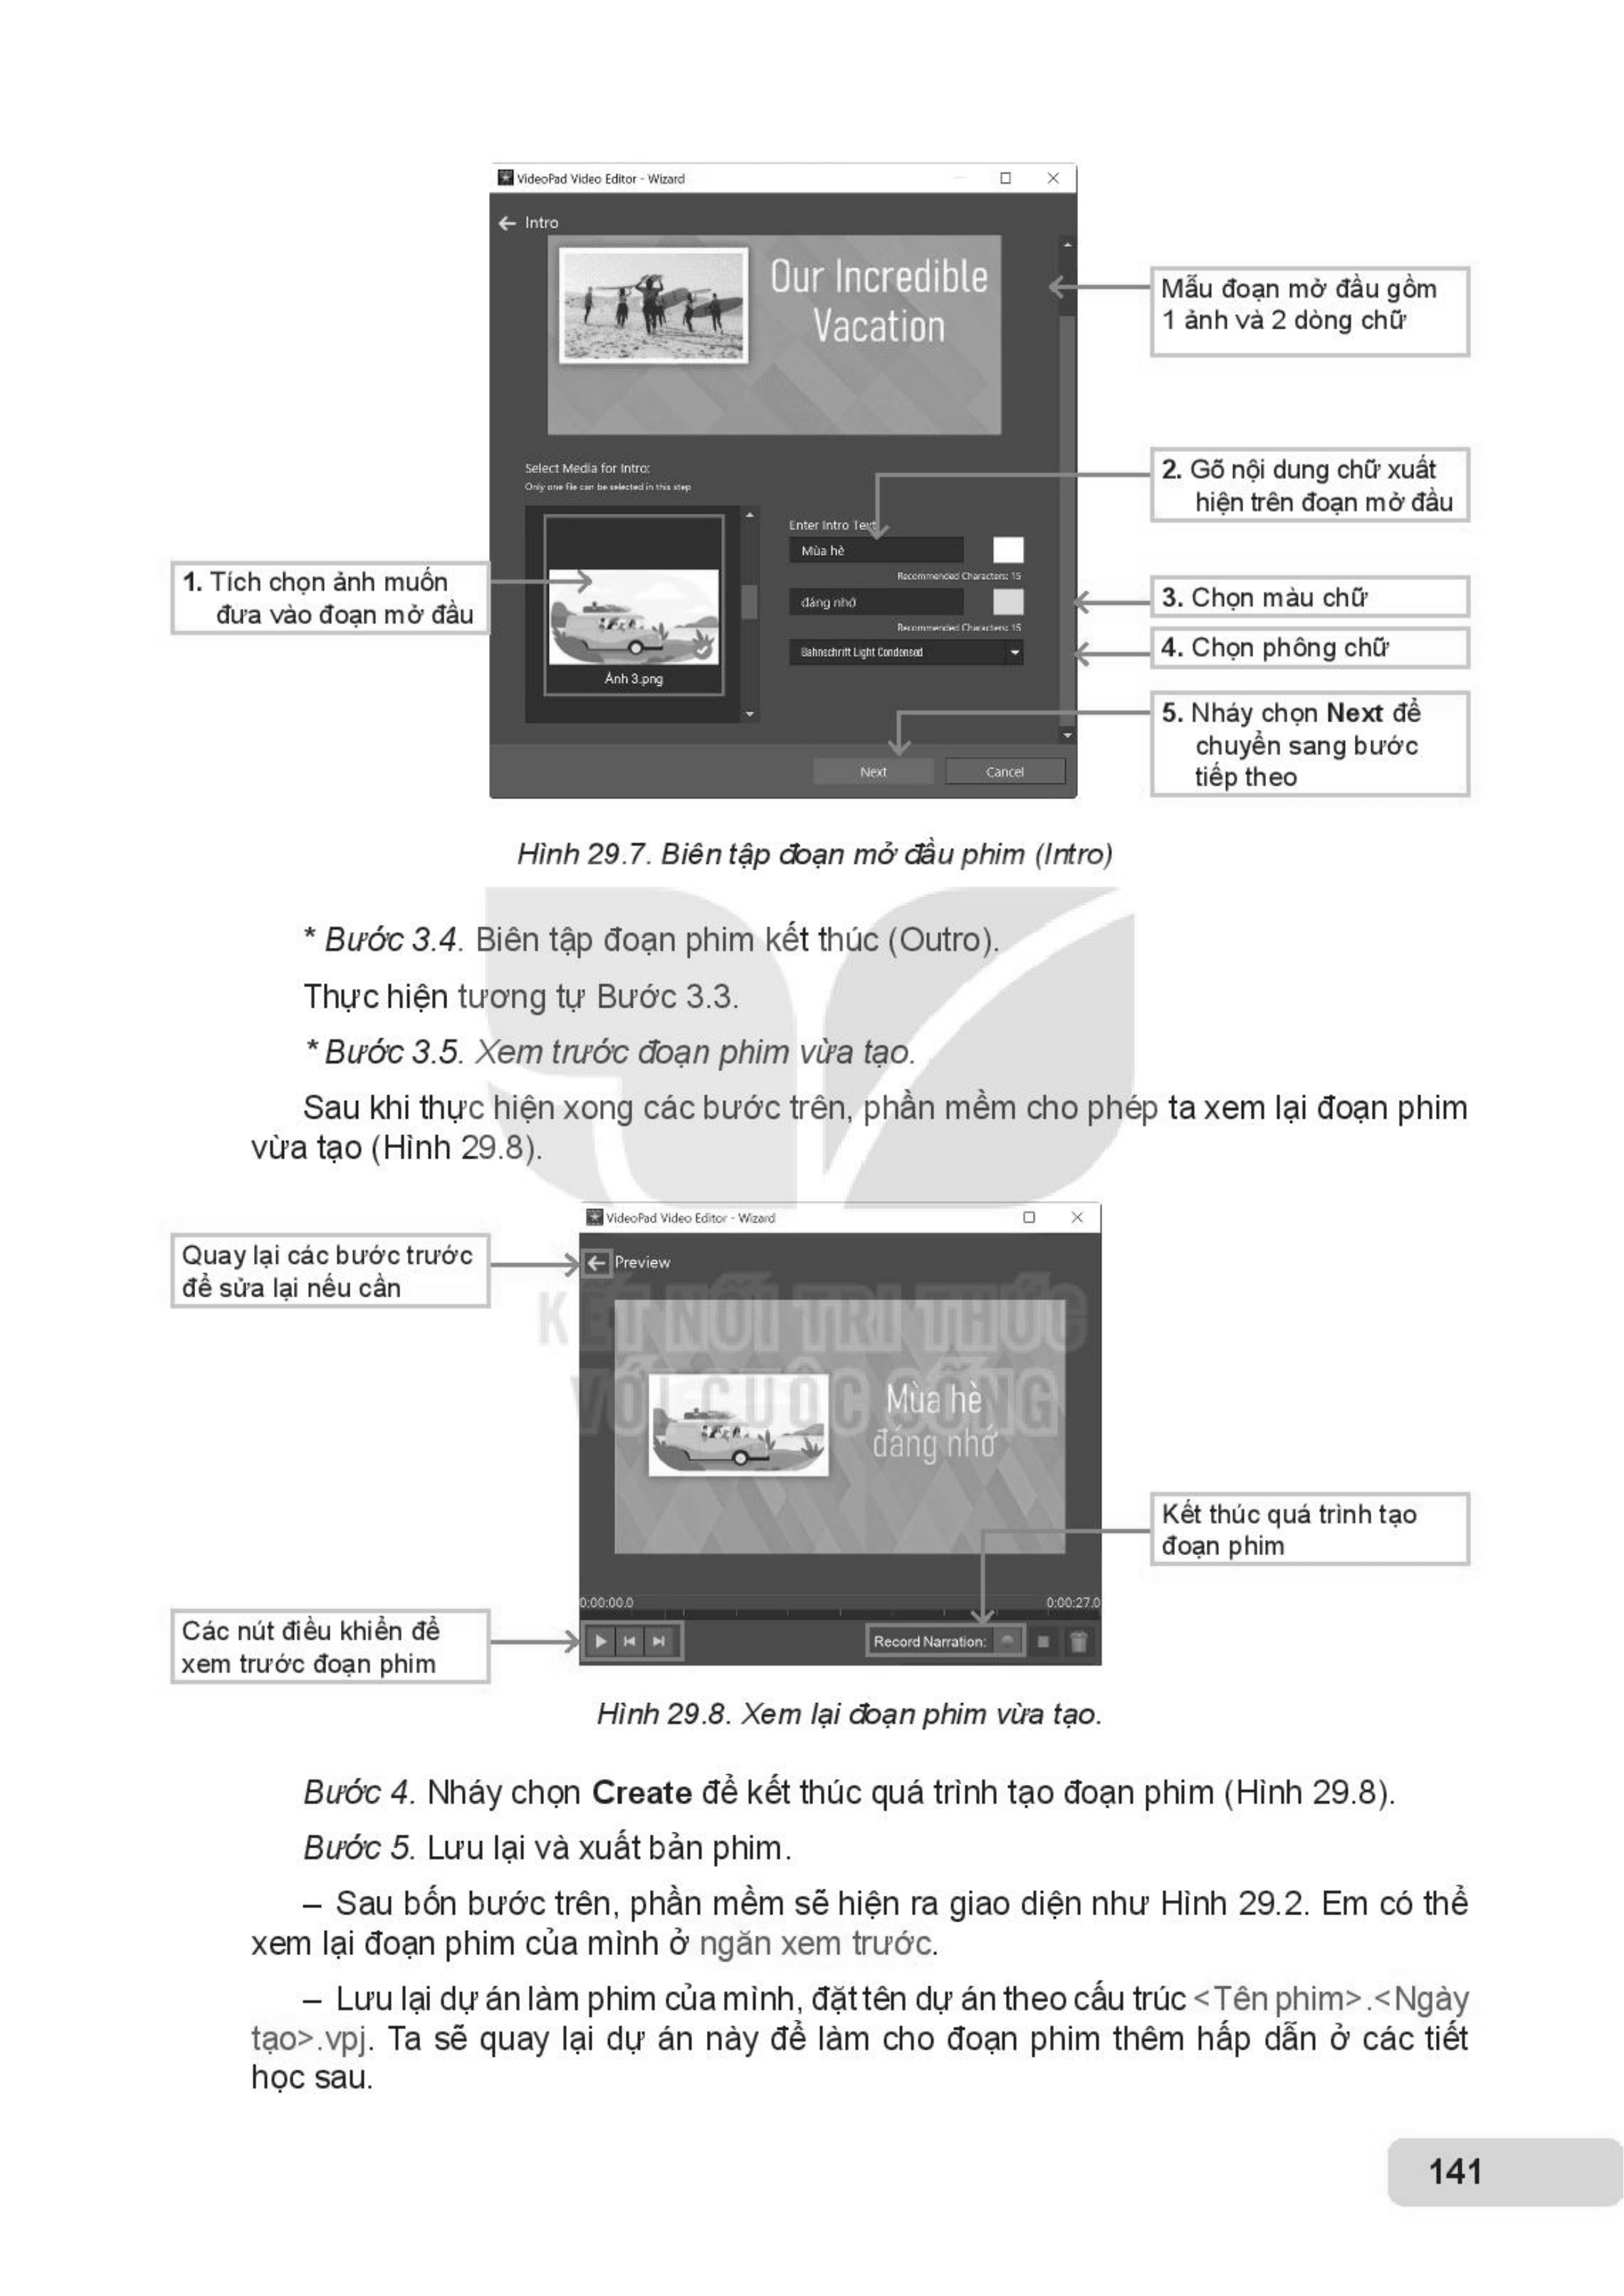 VideoPad Video Editor - Wizard
Intro
Our Incredible
Vacation
Mẫu đoạn mở đầu gồm
1 ảnh và 2 dòng chữ
Select Media for Intro:
Only one file can be selected in this step
2. Gõ nội dung chữ xuất
hiện trên đoạn mở đầu
Enter Intro Text
Mùa hè
Recommended Characters: 15
1. Tích chọn ảnh muốn
đưa vào đoạn mở đầu
đáng nhớ
Recommended Characters: 15
3. Chọn màu chữ
Bahnschrift Light Condensed
4. Chọn phông chữ
Ảnh 3.png
5. Nháy chọn Next để
chuyển sang bước
tiếp theo
Next
Cancel
Hình 29.7. Biên tập đoạn mở đầu phim (Intro)
* Bước 3.4. Biên tập đoạn phim kết thúc (Outro).
Thực hiện tương tự Bước 3.3.
* Bước 3.5. Xem trước đoạn phim vừa tạo.
Sau khi thực hiện xong các bước trên, phần mềm cho phép ta xem lại đoạn phim
vừa tạo (Hình 29.8).
VideoPad Video Editor - Wizard
Quay lại các bước trước
để sửa lại nếu cần
Preview
KẾT NỐI TRI THỨC
VỚI CUỘC SỐNG
Mùa hè
đáng nhớ
Kết thúc quá trình tạo
đoạn phim
0:00:00.0
0:00:27.0
Các nút điều khiển để
xem trước đoạn phim
Record Narration:
Hình 29.8. Xem lại đoạn phim vừa tạo.
Bước 4. Nháy chọn Create để kết thúc quá trình tạo đoạn phim (Hình 29.8).
Bước 5. Lưu lại và xuất bản phim.
– Sau bốn bước trên, phần mềm sẽ hiện ra giao diện như Hình 29.2. Em có thể
xem lại đoạn phim của mình ở ngăn xem trước.
– Lưu lại dự án làm phim của mình, đặt tên dự án theo cấu trúc <Tên phim>.<Ngày
tạo>.vpj. Ta sẽ quay lại dự án này để làm cho đoạn phim thêm hấp dẫn ở các tiết
học sau.
141